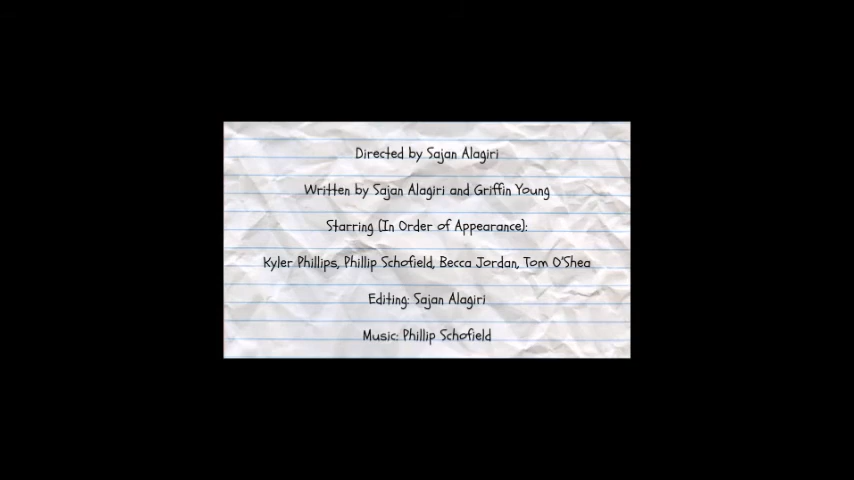 Directed by Sajan Alagiri
Written by Sajan Alagiri and Griffin Young
Starring (In Order of Appearance):
Kyler Phillips, Phillip Schofield, Becca Jordan, Tom O'Shea
Editing: Sajan Alagiri
Music: Phillip Schofield